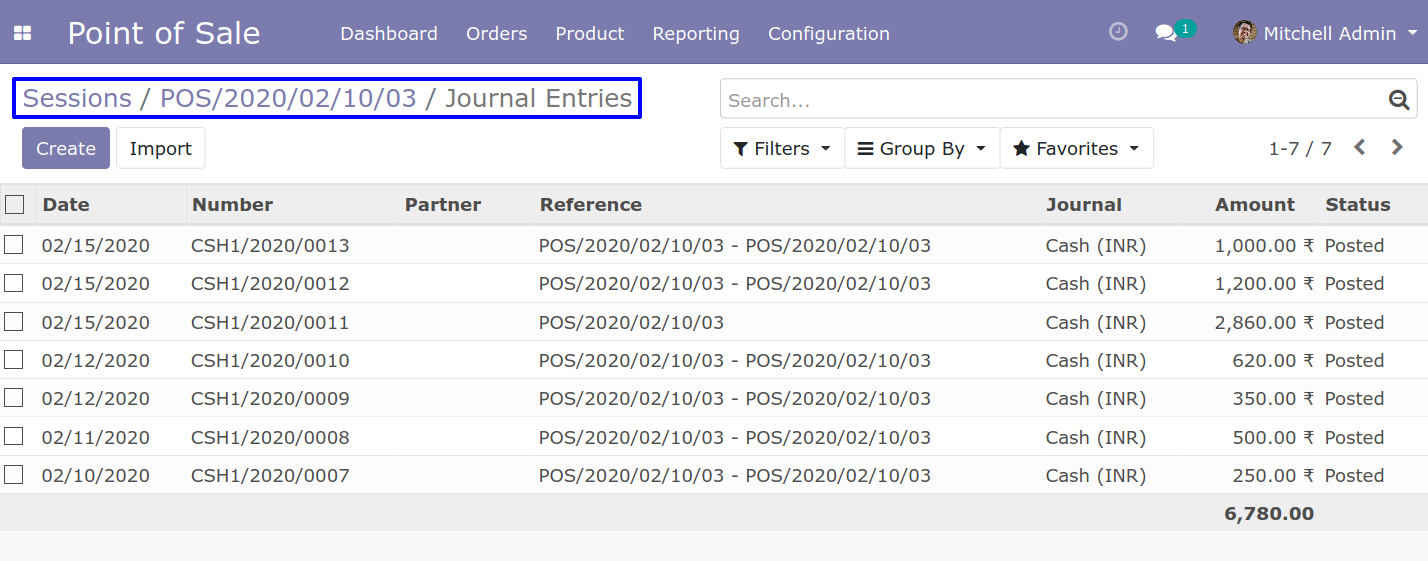 Point of Sale Dashboard Orders Product Reporting Configuration 1 Mitchell Admin
Sessions / POS/2020/02/10/03 / Journal Entries Search...
Create Import Filters Group By Favorites 1-7 / 7
Date Number Partner Reference Journal Amount Status
02/15/2020 CSH1/2020/0013 POS/2020/02/10/03 - POS/2020/02/10/03 Cash (INR) 1,000.00 ₹ Posted
02/15/2020 CSH1/2020/0012 POS/2020/02/10/03 - POS/2020/02/10/03 Cash (INR) 1,200.00 ₹ Posted
02/15/2020 CSH1/2020/0011 POS/2020/02/10/03 Cash (INR) 2,860.00 ₹ Posted
02/12/2020 CSH1/2020/0010 POS/2020/02/10/03 - POS/2020/02/10/03 Cash (INR) 620.00 ₹ Posted
02/12/2020 CSH1/2020/0009 POS/2020/02/10/03 - POS/2020/02/10/03 Cash (INR) 350.00 ₹ Posted
02/11/2020 CSH1/2020/0008 POS/2020/02/10/03 - POS/2020/02/10/03 Cash (INR) 500.00 ₹ Posted
02/10/2020 CSH1/2020/0007 POS/2020/02/10/03 - POS/2020/02/10/03 Cash (INR) 250.00 ₹ Posted
6,780.00